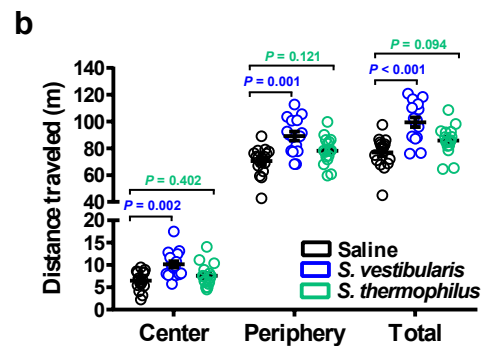 b
P = 0.094
P = 0.121
P < 0.001
P = 0.001
140
120
100
80
60
40
20
15
10
5
0
Distance traveled (m)
P = 0.402
P = 0.002
Saline
S. vestibularis
S. thermophilus
Center
Periphery
Total